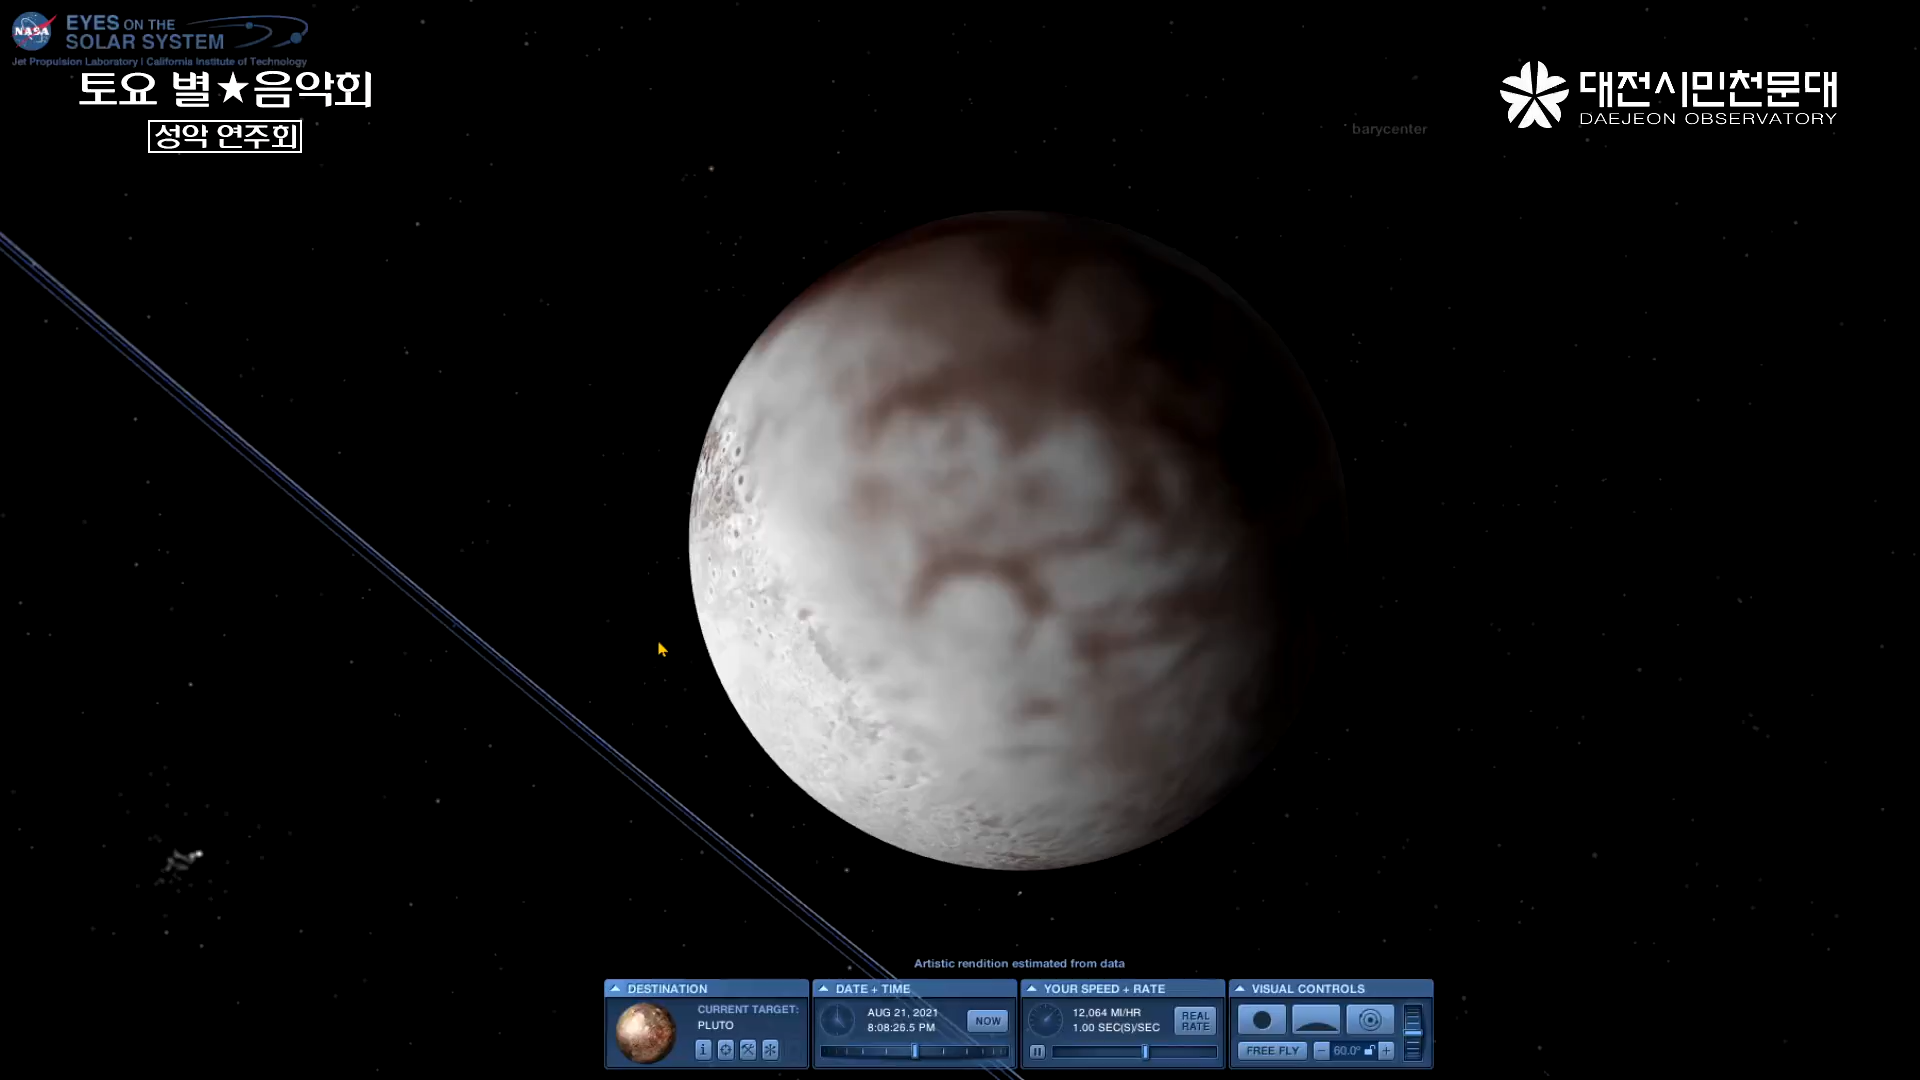 NASA
EYES ON THE
SOLAR SYSTEM
Jet Propulsion Laboratory | California Institute of Technology
토요 별★음악회
성악 연주회
대전시민천문대
DAEJEON OBSERVATORY
barycenter
Artistic rendition estimated from data
DESTINATION
CURRENT TARGET:
PLUTO
DATE + TIME
AUG 21, 2021
8:08:26.5 PM
NOW
YOUR SPEED + RATE
12,064 MI/HR
1.00 SEC(S)/SEC
REAL
RATE
VISUAL CONTROLS
FREE FLY
60.0°